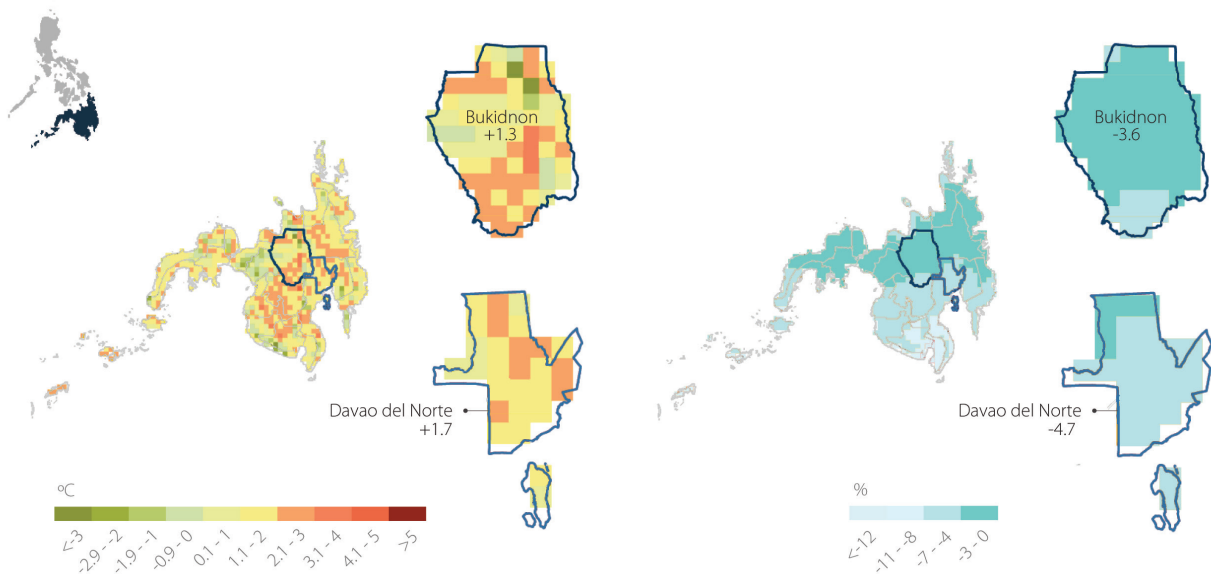 Bukidnon
+1.3
Davao del Norte
+1.7
ºC
<-3
-2.9 - -2
-1.9 - -1
-0.9 - 0
0.1 - 1
1.1 - 2
2.1 - 3
3.1 - 4
4.1 - 5
>5
Bukidnon
-3.6
Davao del Norte
-4.7
%
<-12
-11 - -8
-7 - -4
-3 - 0